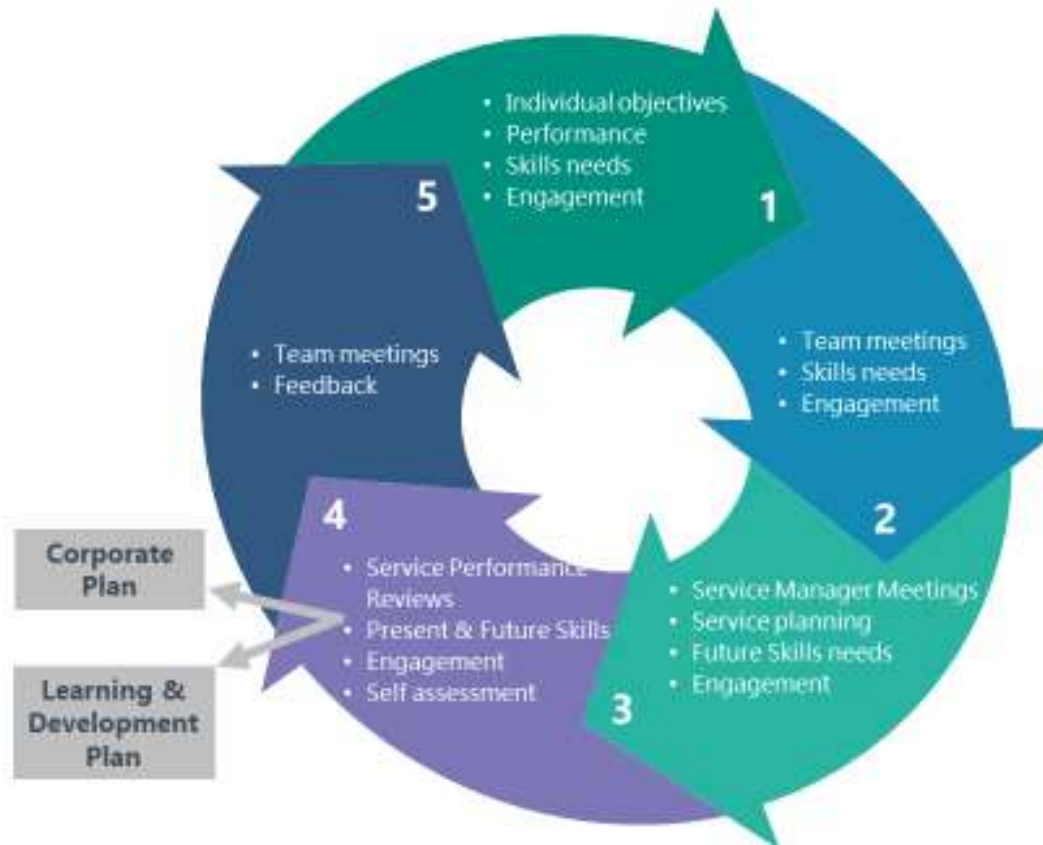 • Individual objectives
• Performance
• Skills needs
• Engagement
1
• Team meetings
• Skills needs
• Engagement
2
• Service Manager Meetings
• Service planning
• Future Skills needs
• Engagement
3
4
• Service Performance
Reviews
• Present & Future Skills
• Engagement
• Self assessment
Corporate
Plan
Learning &
Development
Plan
5
• Team meetings
• Feedback